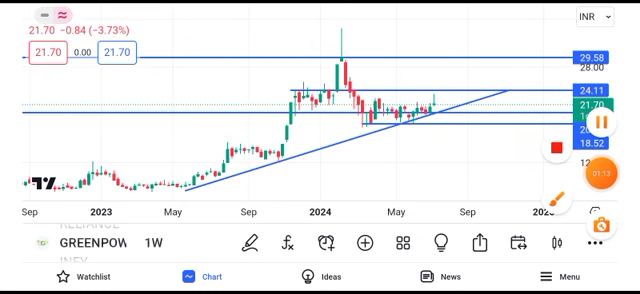 INR
21.70 −0.84 (−3.73%)
21.70 0.00 21.70
29.58
28.00
24.11
21.70
18.52
01:13
Sep 2023 May Sep 2024 May Sep
GREENPOW 1W
Watchlist Chart Ideas News Menu